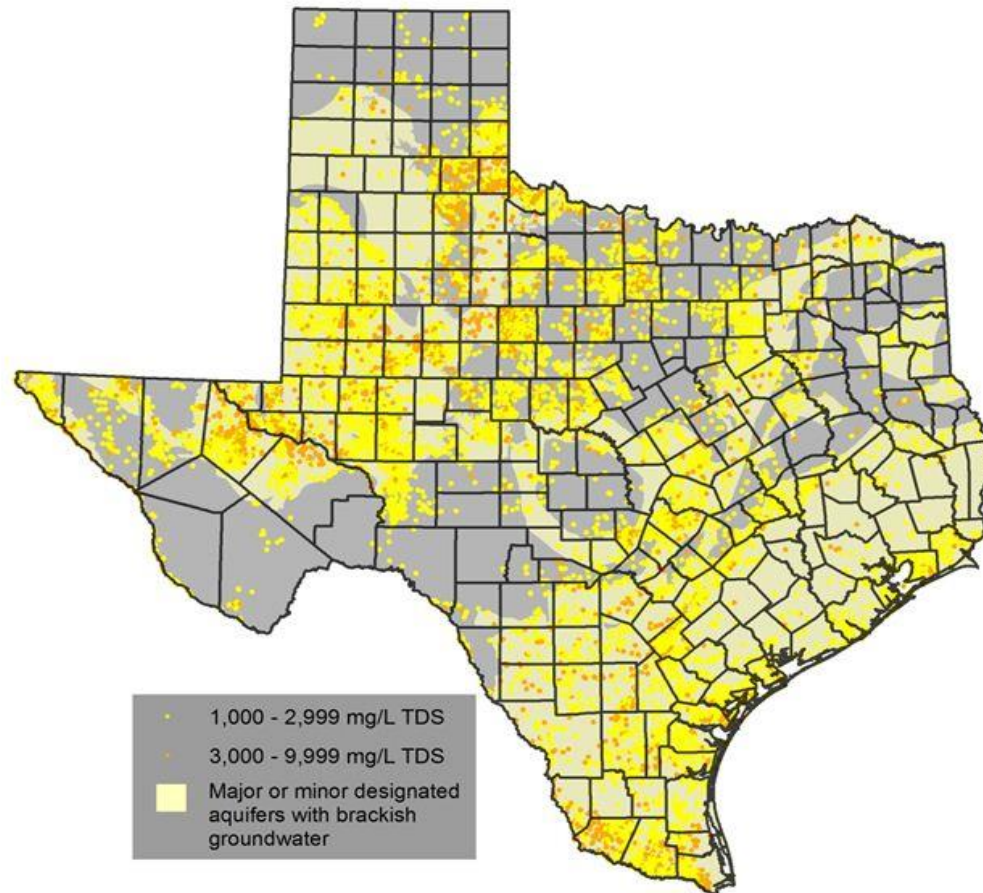 1,000 - 2,999 mg/L TDS
3,000 - 9,999 mg/L TDS
Major or minor designated
aquifers with brackish
groundwater